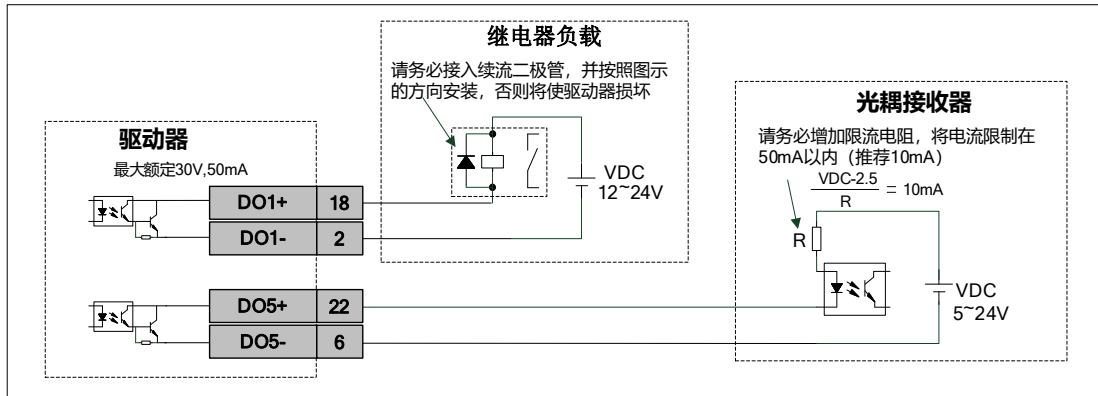 继电器负载
请务必接入续流二极管，并按照图示
的方向安装，否则将使驱动器损坏
VDC
12~24V
驱动器
最大额定30V,50mA
DO1+ 18
DO1- 2
DO5+ 22
DO5- 6
光耦接收器
请务必增加限流电阻，将电流限制在
50mA以内（推荐10mA）
VDC-2.5
R
= 10mA
R
VDC
5~24V